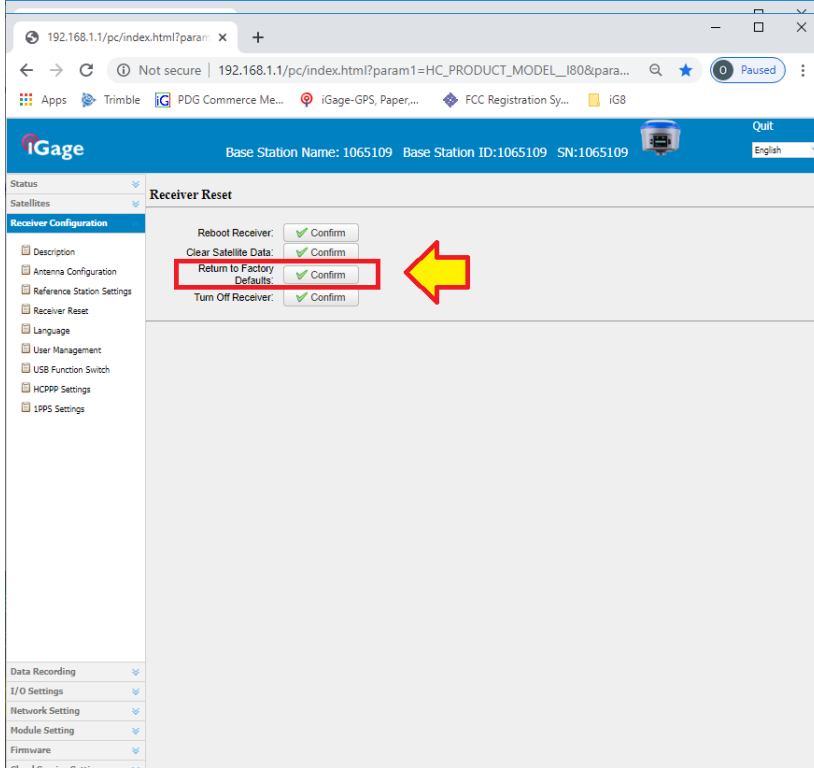 192.168.1.1/pc/index.html?param
Not secure | 192.168.1.1/pc/index.html?param1=HC_PRODUCT_MODEL__I80&para...
O Paused
Apps Trimble iG PDG Commerce Me... iGage-GPS, Paper,... FCC Registration Sy... iG8
iGage
Quit
Base Station Name: 1065109 Base Station ID:1065109 SN:1065109
English
Status
Satellites
Receiver Configuration
Description
Antenna Configuration
Reference Station Settings
Receiver Reset
Language
User Management
USB Function Switch
HCPPP Settings
1PPS Settings
Data Recording
I/O Settings
Network Setting
Module Setting
Firmware
Receiver Reset
Reboot Receiver: Confirm
Clear Satellite Data: Confirm
Return to Factory
Defaults: Confirm
Turn Off Receiver: Confirm